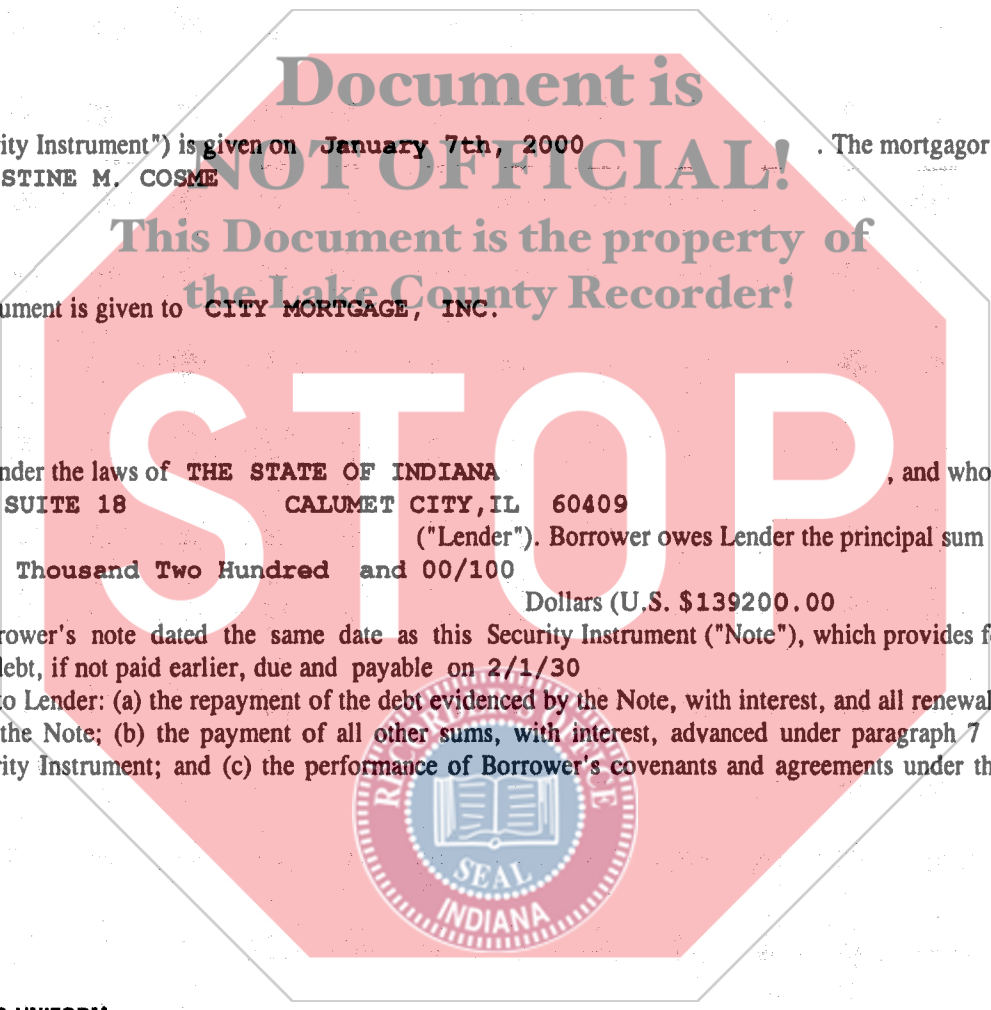 Document is
ity Instrument") is given on January 7th, 2000 . The mortgagor
NOT OFFICIAL!
STINE M. COSME
This Document is the property of
the Lake County Recorder!
ument is given to CITY MORTGAGE, INC.
STOP
nder the laws of THE STATE OF INDIANA , and who
SUITE 18 CALUMET CITY, IL 60409
("Lender"). Borrower owes Lender the principal sum
Thousand Two Hundred and 00/100
Dollars (U.S. $139200.00
rower's note dated the same date as this Security Instrument ("Note"), which provides f
debt, if not paid earlier, due and payable on 2/1/30
to Lender: (a) the repayment of the debt evidenced by the Note, with interest, and all renewal
the Note; (b) the payment of all other sums, with interest, advanced under paragraph 7
rity Instrument; and (c) the performance of Borrower's covenants and agreements under th
RECORDER'S OFFICE
SEAL
INDIANA